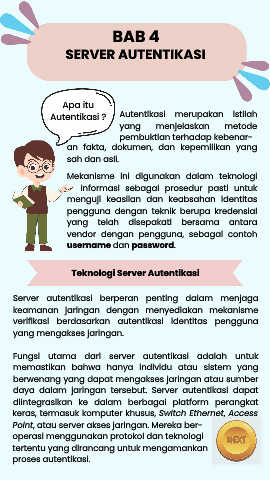 BAB 4
SERVER AUTENTIKASI
Apa itu
Autentikasi ?
Autentikasi merupakan istilah
yang menjelaskan metode
pembuktian terhadap kebenar-
an fakta, dokumen, dan kepemilikan yang
sah dan asli.
Mekanisme ini digunakan dalam teknologi
informasi sebagai prosedur pasti untuk
menguji keaslian dan keabsahan identitas
pengguna dengan teknik berupa kredensial
yang telah disepakati bersama antara
vendor dengan pengguna, sebagai contoh
username dan password.
Teknologi Server Autentikasi
Server autentikasi berperan penting dalam menjaga
keamanan jaringan dengan menyediakan mekanisme
verifikasi berdasarkan autentikasi identitas pengguna
yang mengakses jaringan.
Fungsi utama dari server autentikasi adalah untuk
memastikan bahwa hanya individu atau sistem yang
berwenang yang dapat mengakses jaringan atau sumber
daya dalam jaringan tersebut. Server autentikasi dapat
diintegrasikan ke dalam berbagai platform perangkat
keras, termasuk komputer khusus, Switch Ethernet, Access
Point, atau server akses jaringan. Mereka ber-
operasi menggunakan protokol dan teknologi
tertentu yang dirancang untuk mengamankan
proses autentikasi.
NEXT